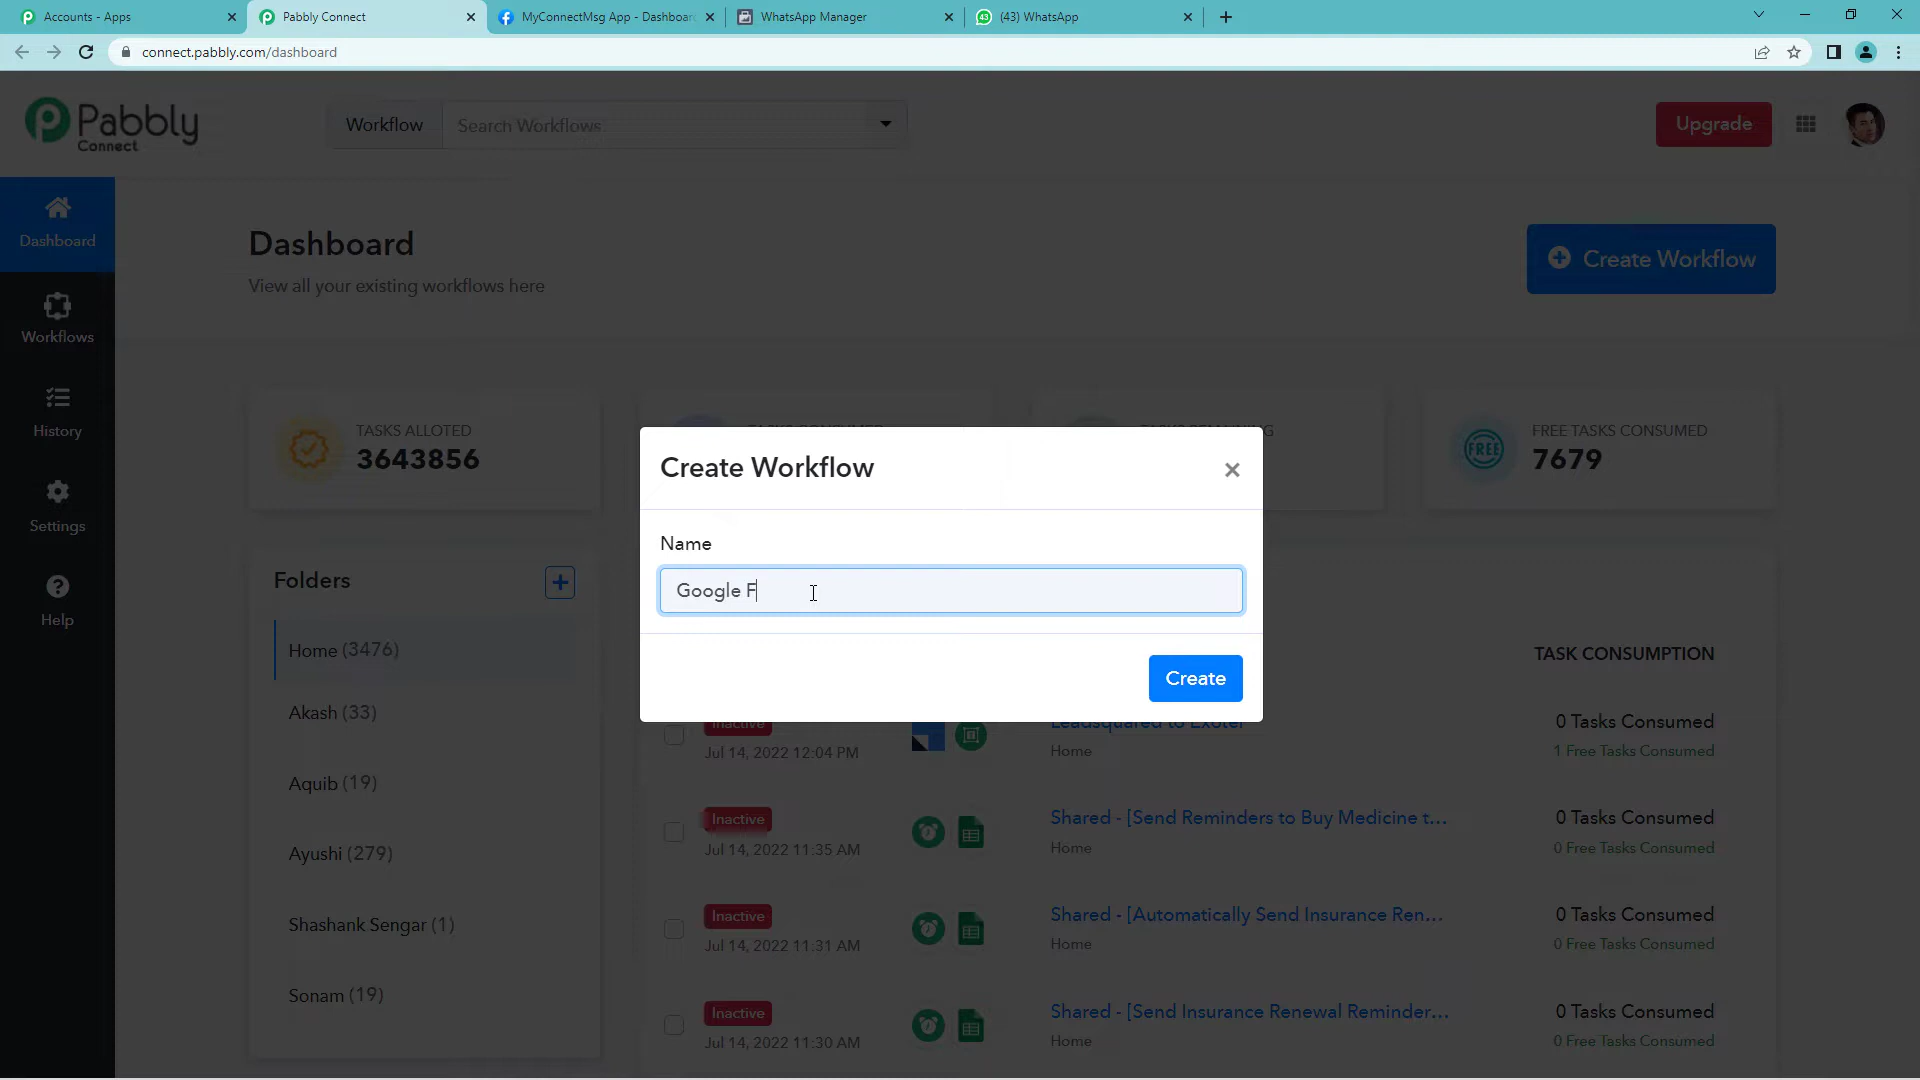 Accounts - Apps
Pabbly Connect
MyConnectMsg App - Dashboard
WhatsApp Manager
(43) WhatsApp
connect.pabbly.com/dashboard
Pabbly
Connect
Workflow
Search Workflows
Upgrade
Dashboard
Workflows
History
Settings
Help
Dashboard
View all your existing workflows here
Create Workflow
TASKS ALLOTED
3643856
FREE TASKS CONSUMED
FREE
7679
Create Workflow
Name
Google F
Create
Folders
Home (3476)
Akash (33)
Aquib (19)
Ayushi (279)
Shashank Sengar (1)
Sonam (19)
TASK CONSUMPTION
Inactive
Jul 14, 2022 12:04 PM
Leadsquared to Exotel
Home
0 Tasks Consumed
1 Free Tasks Consumed
Inactive
Jul 14, 2022 11:35 AM
Shared - [Send Reminders to Buy Medicine t...
Home
0 Tasks Consumed
0 Free Tasks Consumed
Inactive
Jul 14, 2022 11:31 AM
Shared - [Automatically Send Insurance Ren...
Home
0 Tasks Consumed
0 Free Tasks Consumed
Inactive
Jul 14, 2022 11:30 AM
Shared - [Send Insurance Renewal Reminder...
Home
0 Tasks Consumed
0 Free Tasks Consumed